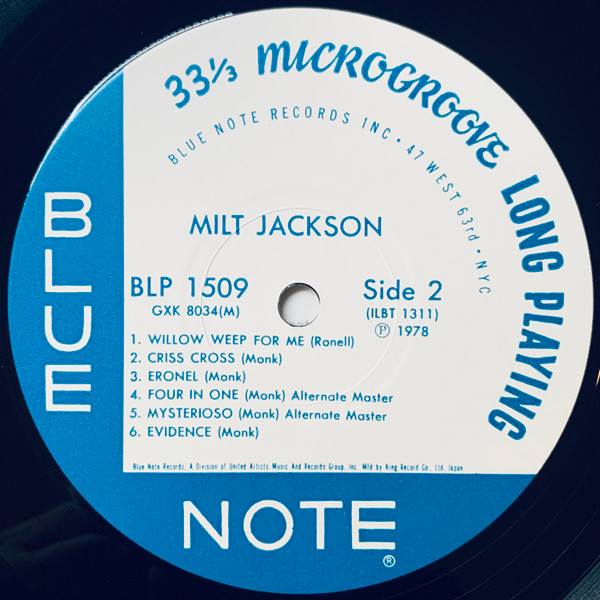 33⅓ MICROGROOVE LONG PLAYING
BLUE NOTE RECORDS INC • 47 WEST 63rd • NYC
BLUE
MILT JACKSON
BLP 1509
GXK 8034(M)
Side 2
(ILBT 1311)
Ⓟ 1978
1. WILLOW WEEP FOR ME (Ronell)
2. CRISS CROSS (Monk)
3. ERONEL (Monk)
4. FOUR IN ONE (Monk) Alternate Master
5. MYSTERIOSO (Monk) Alternate Master
6. EVIDENCE (Monk)
Blue Note Records, A Division of United Artists Music And Records Group, Inc. Mfd by King Record Co., Ltd. Japan
NOTE
®